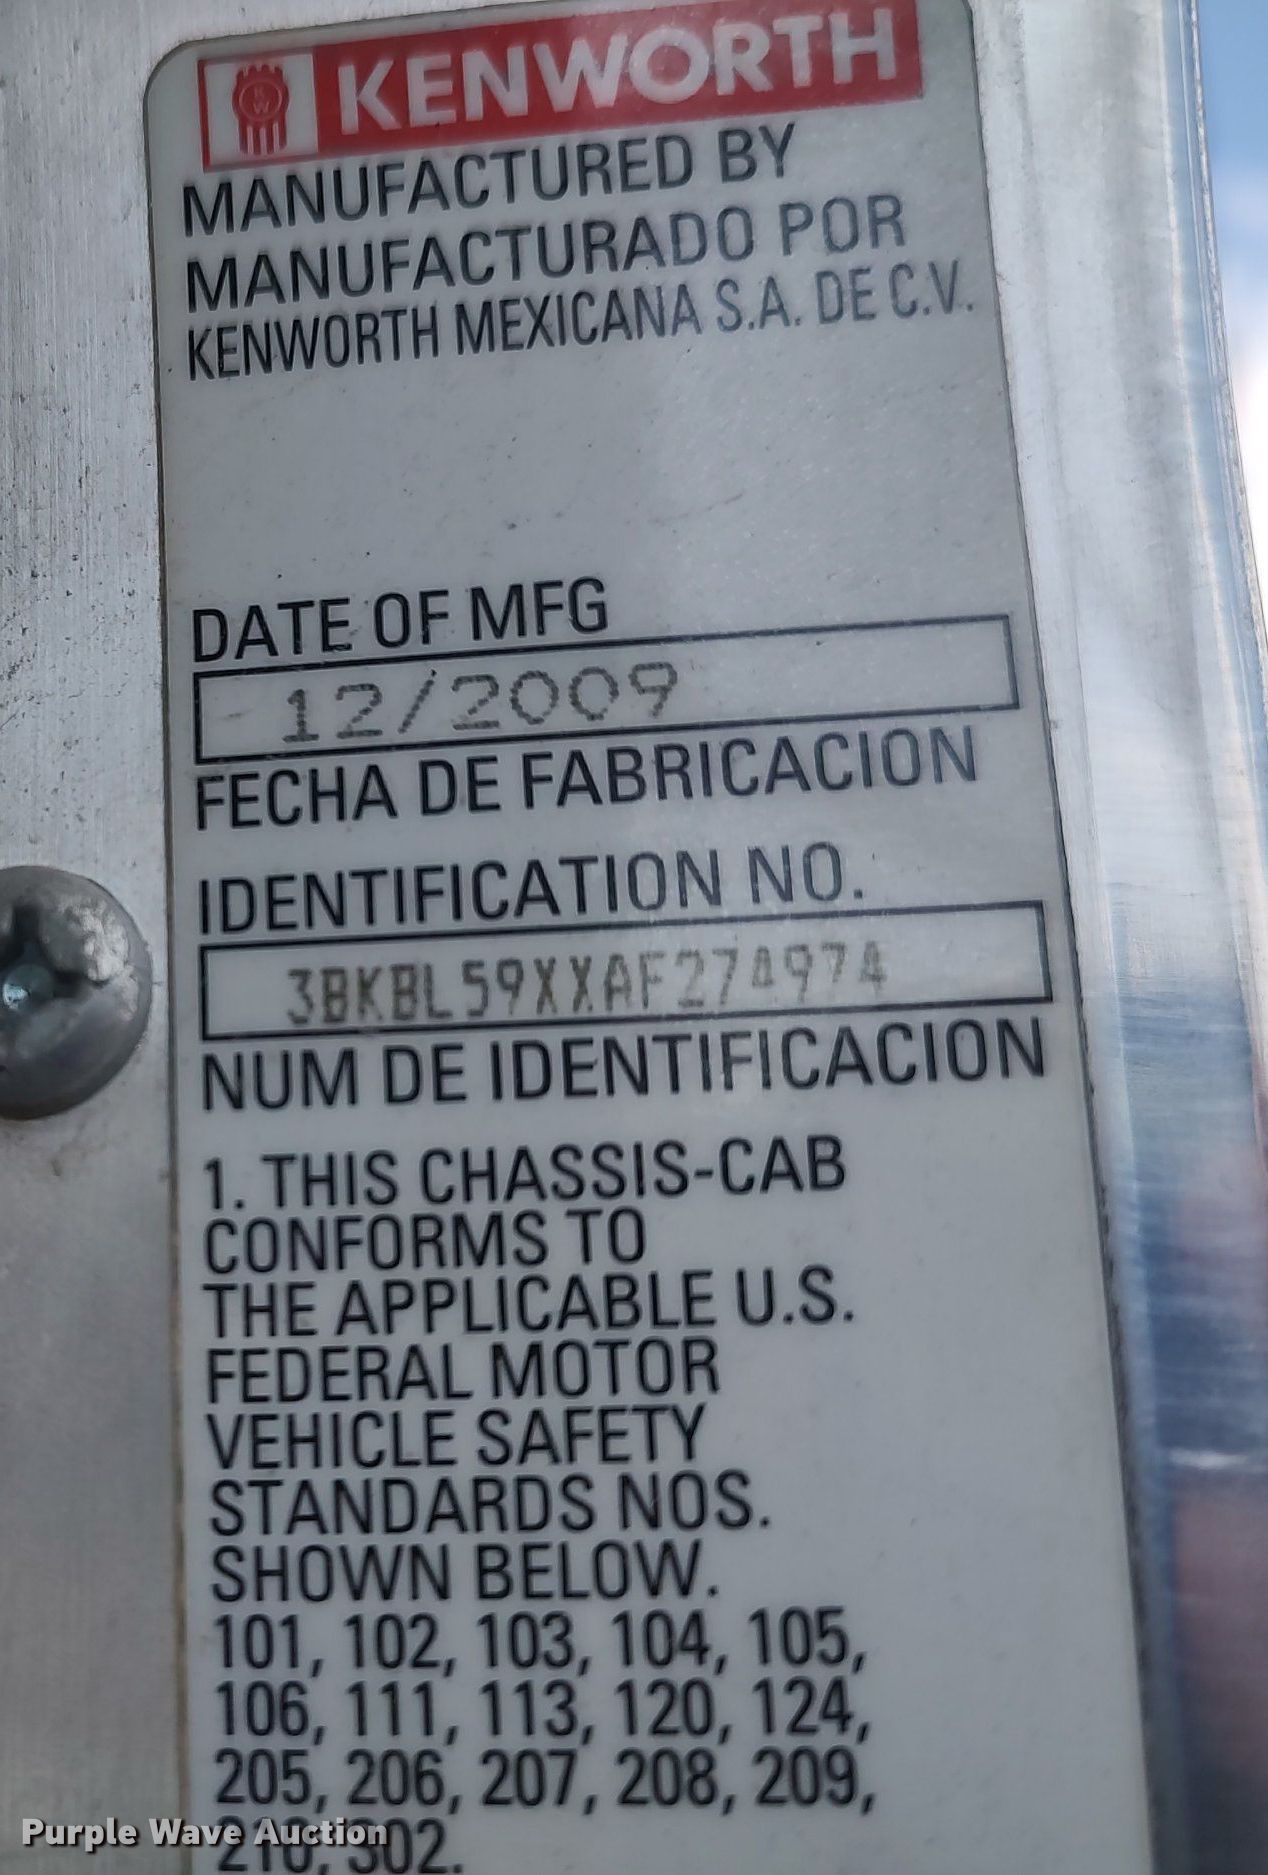 KENWORTH
MANUFACTURED BY
MANUFACTURADO POR
KENWORTH MEXICANA S.A. DE C.V.
DATE OF MFG
12/2009
FECHA DE FABRICACION
IDENTIFICATION NO.
3BKBL59XXAF274974
NUM DE IDENTIFICACION
1. THIS CHASSIS-CAB
CONFORMS TO
THE APPLICABLE U.S.
FEDERAL MOTOR
VEHICLE SAFETY
STANDARDS NOS.
SHOWN BELOW.
101, 102, 103, 104, 105,
106, 111, 113, 120, 124,
205, 206, 207, 208, 209,
210, 302.
Purple Wave Auction